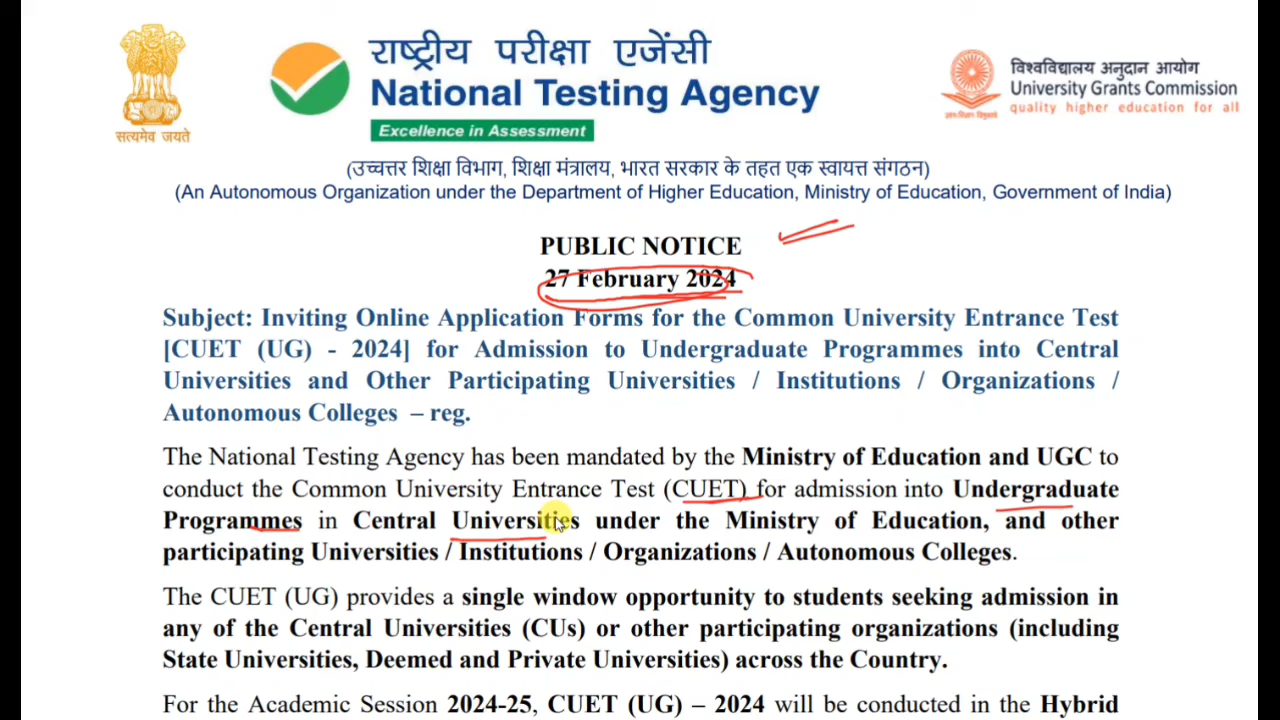 सत्यमेव जयते
राष्ट्रीय परीक्षा एजेंसी
National Testing Agency
Excellence in Assessment
विश्वविद्यालय अनुदान आयोग
University Grants Commission
quality higher education for all
(उच्चत्तर शिक्षा विभाग, शिक्षा मंत्रालय, भारत सरकार के तहत एक स्वायत्त संगठन)
(An Autonomous Organization under the Department of Higher Education, Ministry of Education, Government of India)
PUBLIC NOTICE
27 February 2024
Subject: Inviting Online Application Forms for the Common University Entrance Test
[CUET (UG) - 2024] for Admission to Undergraduate Programmes into Central
Universities and Other Participating Universities / Institutions / Organizations /
Autonomous Colleges – reg.
The National Testing Agency has been mandated by the Ministry of Education and UGC to
conduct the Common University Entrance Test (CUET) for admission into Undergraduate
Programmes in Central Universities under the Ministry of Education, and other
participating Universities / Institutions / Organizations / Autonomous Colleges.
The CUET (UG) provides a single window opportunity to students seeking admission in
any of the Central Universities (CUs) or other participating organizations (including
State Universities, Deemed and Private Universities) across the Country.
For the Academic Session 2024-25, CUET (UG) – 2024 will be conducted in the Hybrid